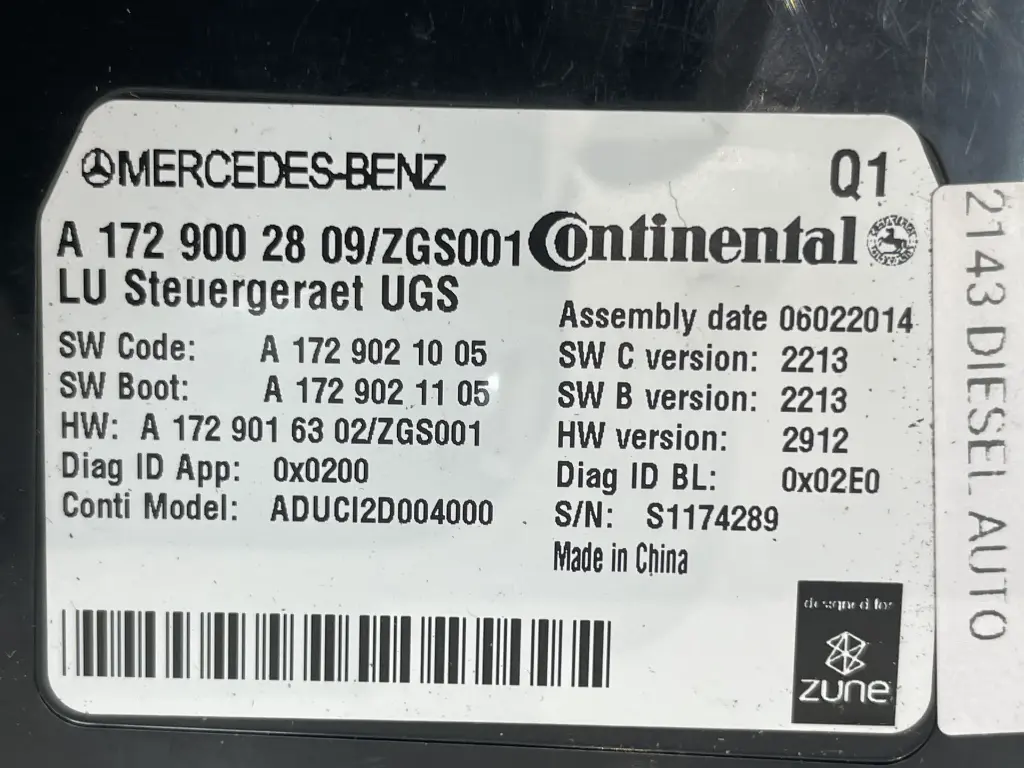 MERCEDES-BENZ
Q1
A 172 900 28 09/ZGS001
Continental
LU Steuergeraet UGS
Assembly date 06022014
SW Code: A 172 902 10 05
SW C version: 2213
SW Boot: A 172 902 11 05
SW B version: 2213
HW: A 172 901 63 02/ZGS001
HW version: 2912
Diag ID App: 0x0200
Diag ID BL: 0x02E0
Conti Model: ADUCI2D004000
S/N: S1174289
Made in China
designed for
zune
2143 DIESEL AUTO